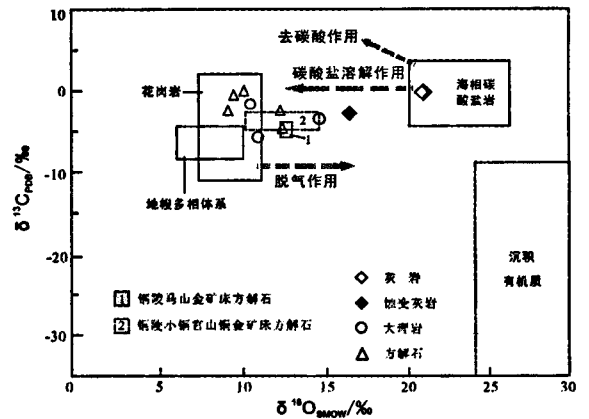 10
0
-10
-20
-30
δ¹³C_PDB/‰
0
5
10
15
20
25
30
δ¹⁸O_SMOW/‰
去碳酸作用
碳酸盐溶解作用
海相碳
酸盐岩
花岗岩
2
1
脱气作用
地幔多相体系
沉积
有机质
1 铜陵马山金矿床方解石
2 铜陵小铜官山铜金矿床方解石
灰岩
蚀变灰岩
大理岩
方解石